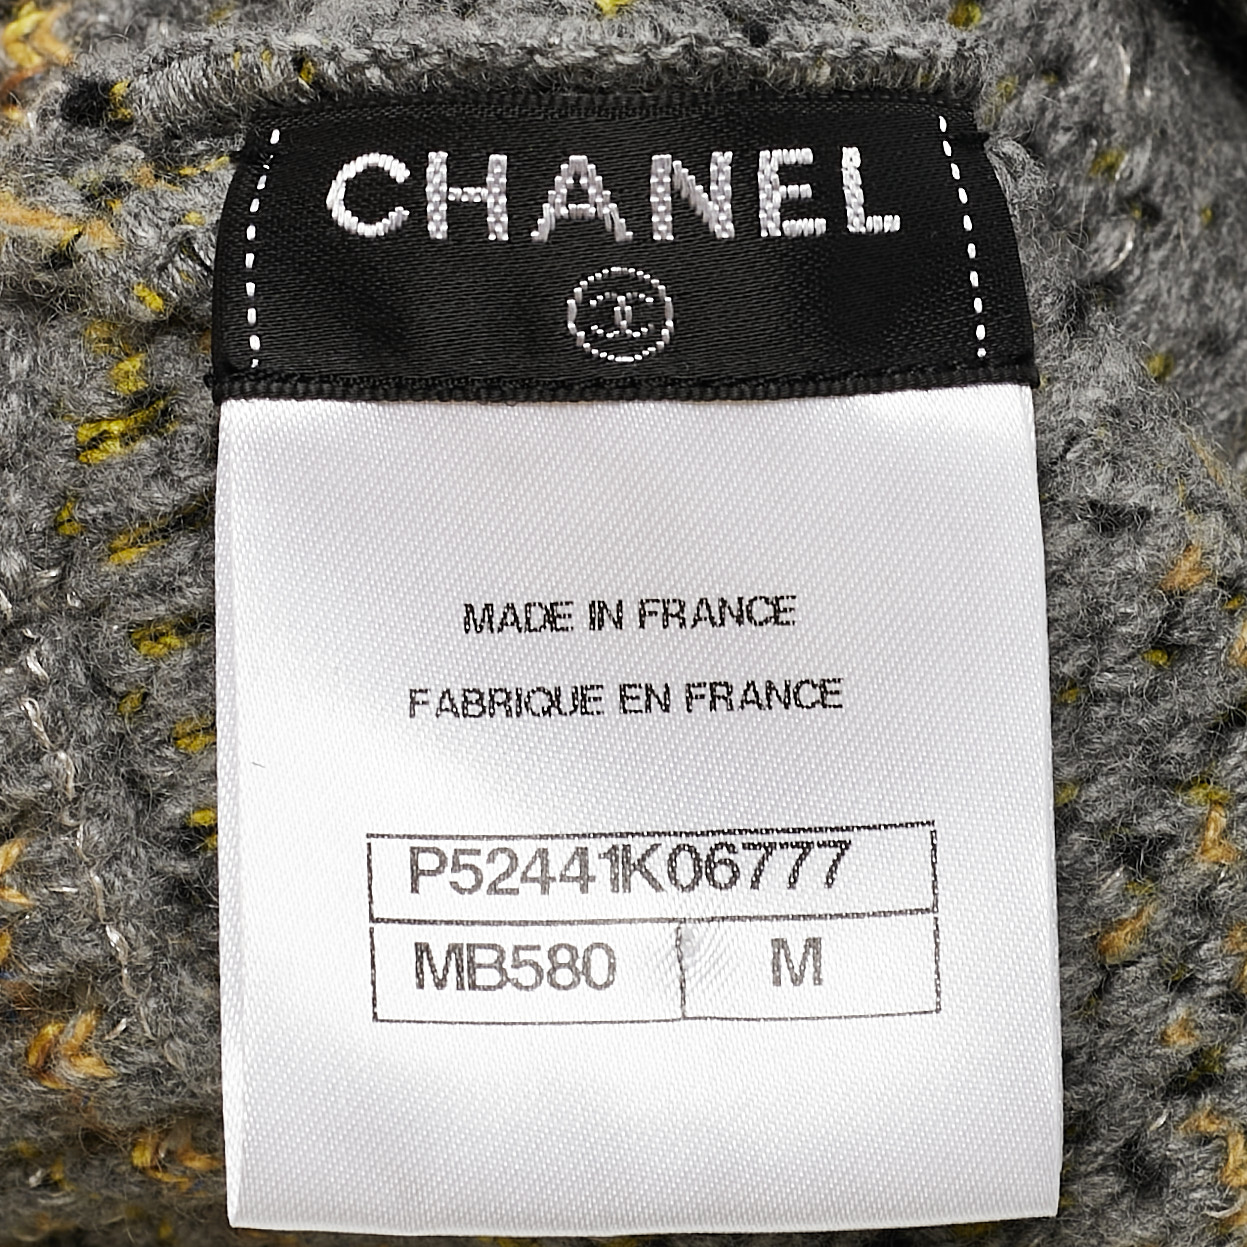 CHANEL
MADE IN FRANCE
FABRIQUE EN FRANCE
P52441K06777
MB580 M